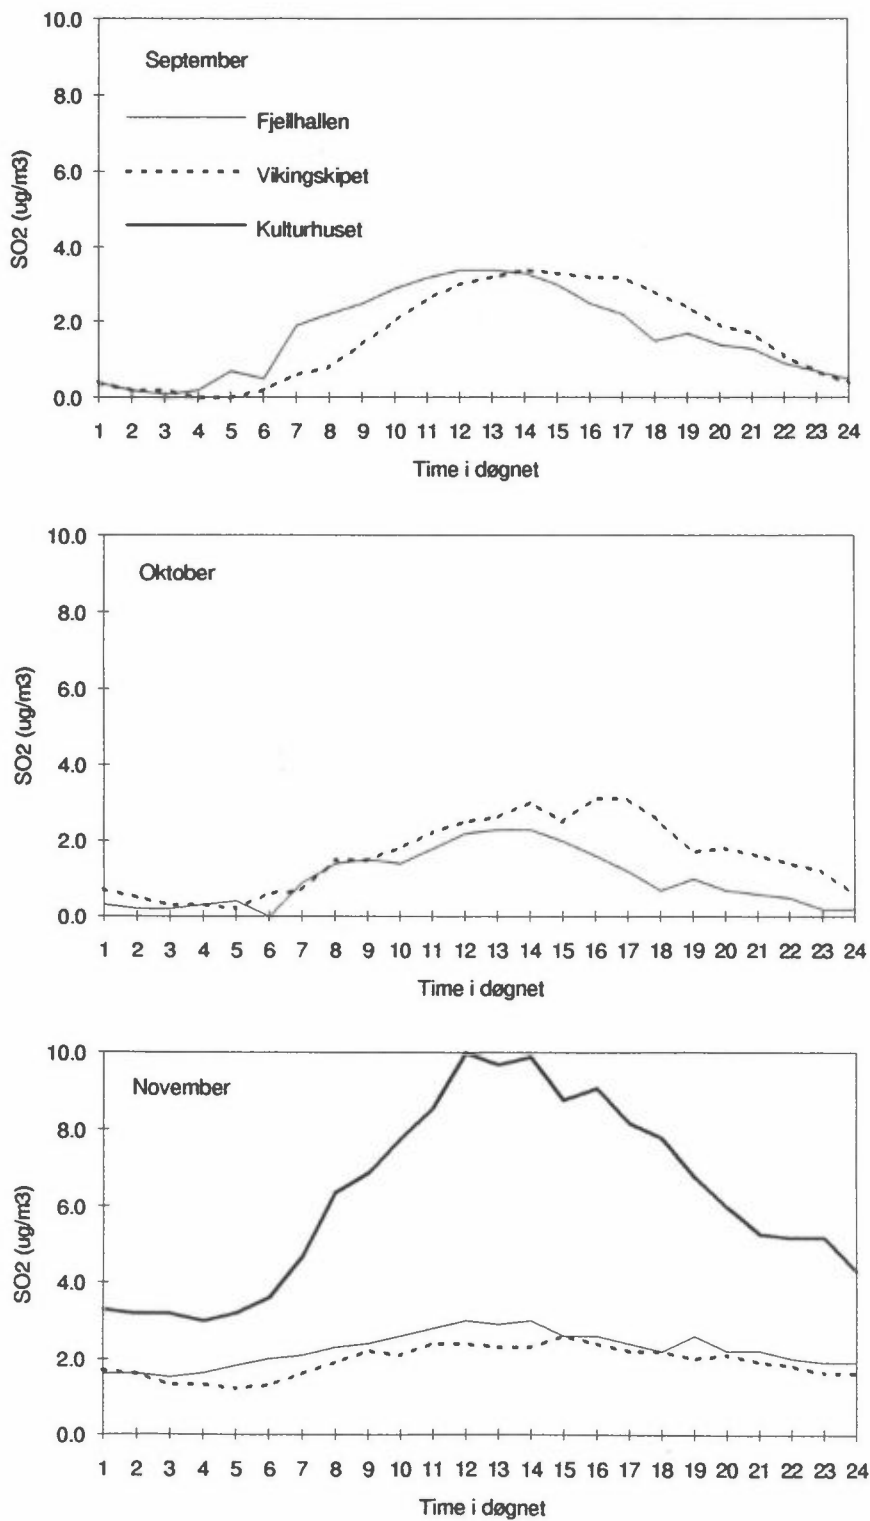 10.0
September
8.0
Fjellhallen
6.0
Vikingskipet
Kulturhuset
4.0
2.0
0.0
SO2 (ug/m3)
1 2 3 4 5 6 7 8 9 10 11 12 13 14 15 16 17 18 19 20 21 22 23 24
Time i døgnet
10.0
Oktober
8.0
6.0
4.0
2.0
0.0
SO2 (ug/m3)
1 2 3 4 5 6 7 8 9 10 11 12 13 14 15 16 17 18 19 20 21 22 23 24
Time i døgnet
10.0
November
8.0
6.0
4.0
2.0
0.0
SO2 (ug/m3)
1 2 3 4 5 6 7 8 9 10 11 12 13 14 15 16 17 18 19 20 21 22 23 24
Time i døgnet